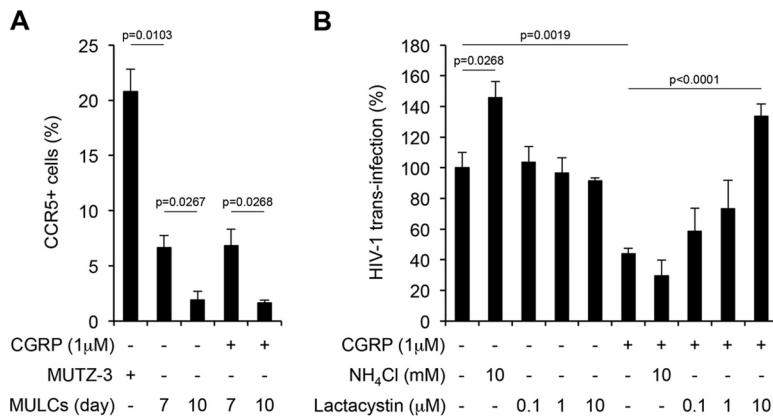 A
p=0.0103
25
20
15
10
5
0
CCR5+ cells (%)
p=0.0267
p=0.0268
CGRP (1μM) - - - + +
MUTZ-3 + - - - -
MULCs (day) - 7 10 7 10
B
p=0.0019
p=0.0268
p<0.0001
180
160
140
120
100
80
60
40
20
0
HIV-1 trans-infection (%)
CGRP (1μM) - - - - - + + + + +
NH4Cl (mM) - 10 - - - - 10 - - -
Lactacystin (μM) - - 0.1 1 10 - - 0.1 1 10